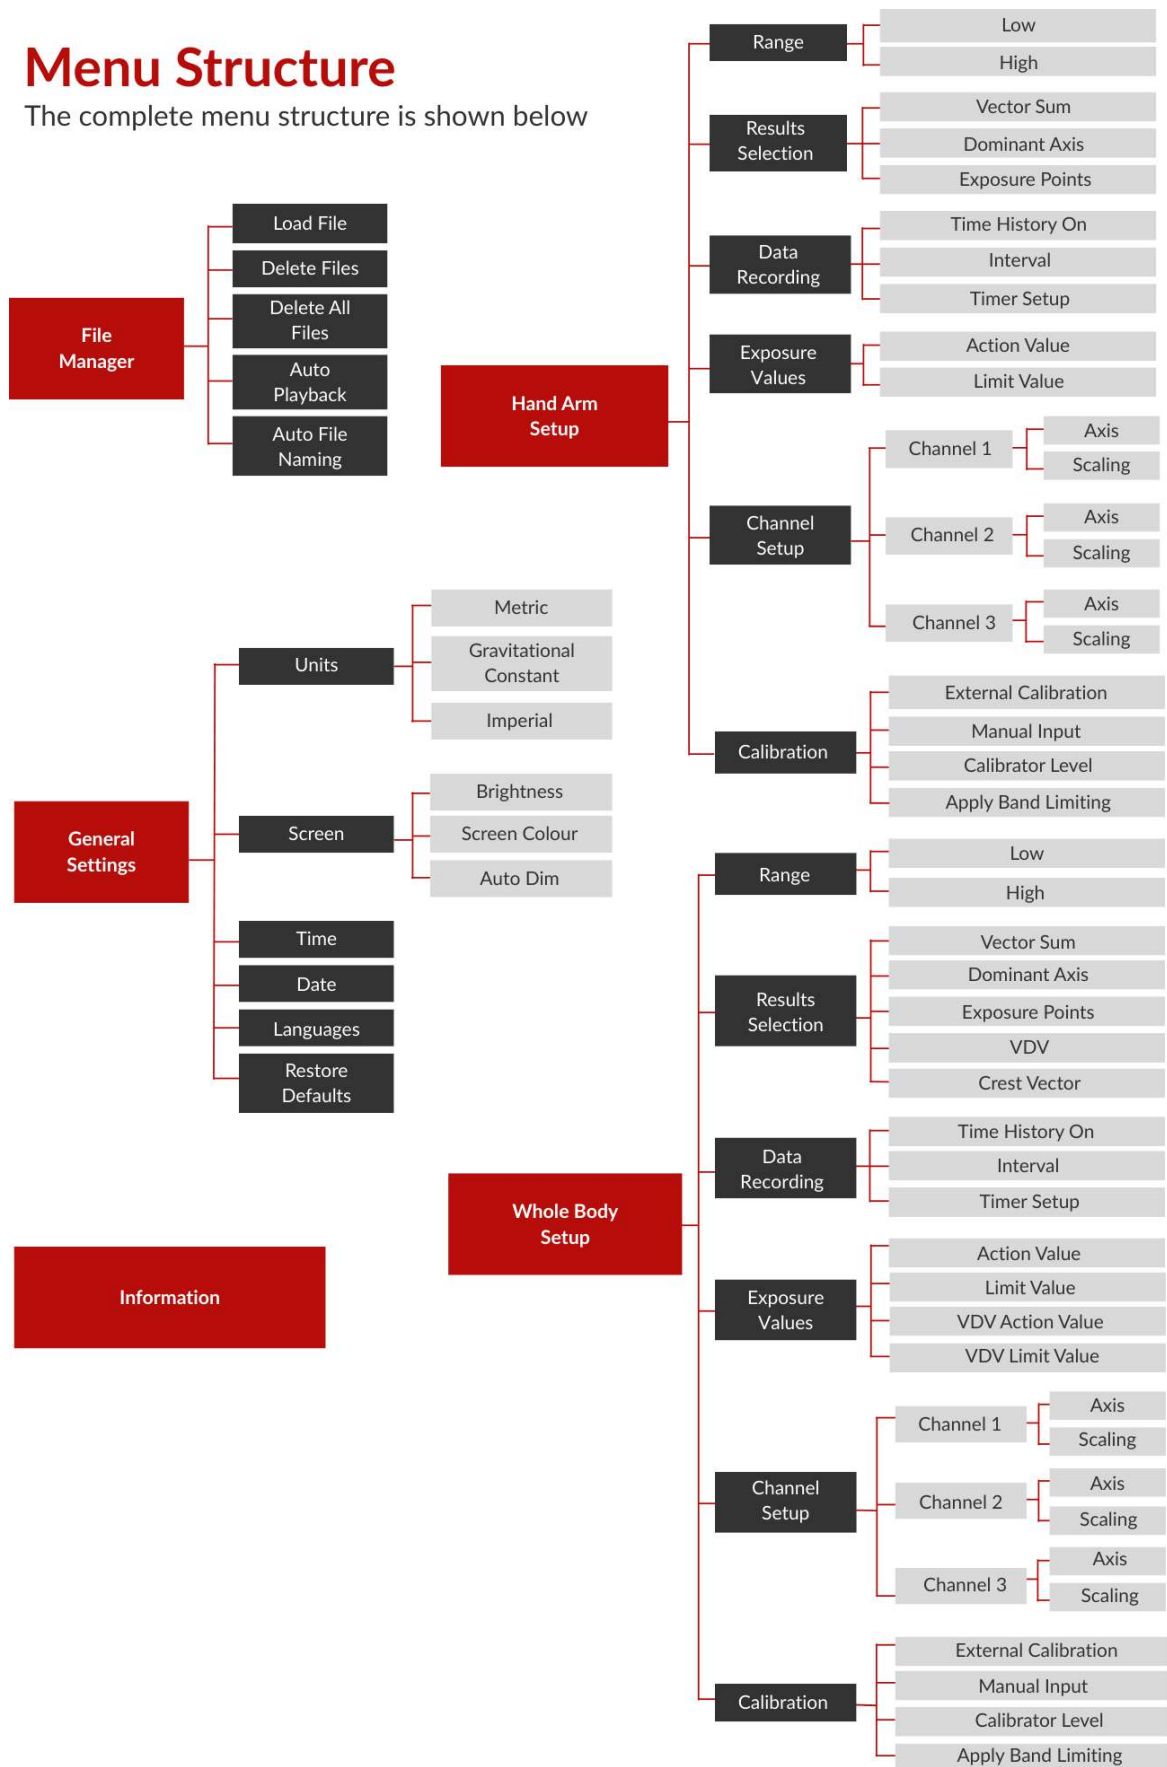 Menu Structure
The complete menu structure is shown below
File
Manager
Load File
Delete Files
Delete All
Files
Auto
Playback
Auto File
Naming
General
Settings
Units
Metric
Gravitational
Constant
Imperial
Screen
Brightness
Screen Colour
Auto Dim
Time
Date
Languages
Restore
Defaults
Information
Hand Arm
Setup
Range
Low
High
Results
Selection
Vector Sum
Dominant Axis
Exposure Points
Data
Recording
Time History On
Interval
Timer Setup
Exposure
Values
Action Value
Limit Value
Channel
Setup
Channel 1
Axis
Scaling
Channel 2
Axis
Scaling
Channel 3
Axis
Scaling
Calibration
External Calibration
Manual Input
Calibrator Level
Apply Band Limiting
Whole Body
Setup
Range
Low
High
Results
Selection
Vector Sum
Dominant Axis
Exposure Points
VDV
Crest Vector
Data
Recording
Time History On
Interval
Timer Setup
Exposure
Values
Action Value
Limit Value
VDV Action Value
VDV Limit Value
Channel
Setup
Channel 1
Axis
Scaling
Channel 2
Axis
Scaling
Channel 3
Axis
Scaling
Calibration
External Calibration
Manual Input
Calibrator Level
Apply Band Limiting